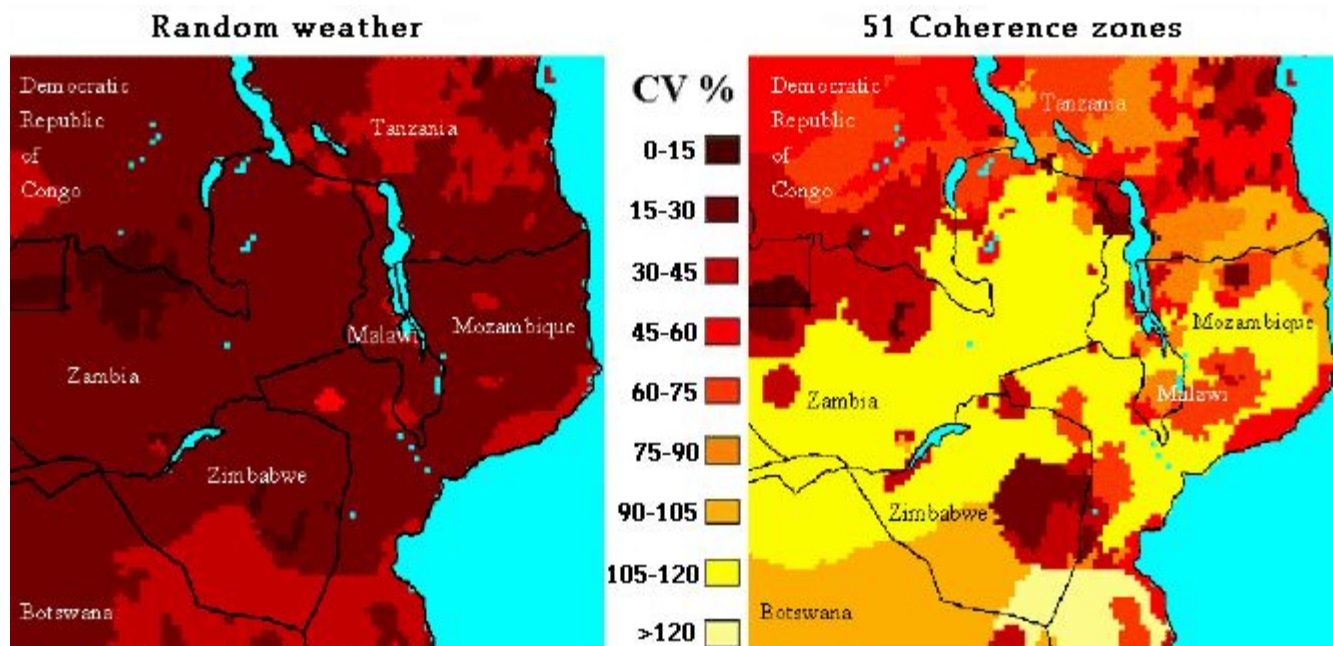 Random weather
51 Coherence zones
Democratic
Republic
of
Congo
Tanzania
Malawi
Mozambique
Zambia
Zimbabwe
Botswana
CV %
0-15
15-30
30-45
45-60
60-75
75-90
90-105
105-120
>120
Democratic
Republic
of
Congo
Tanzania
Mozambique
Malawi
Zambia
Zimbabwe
Botswana